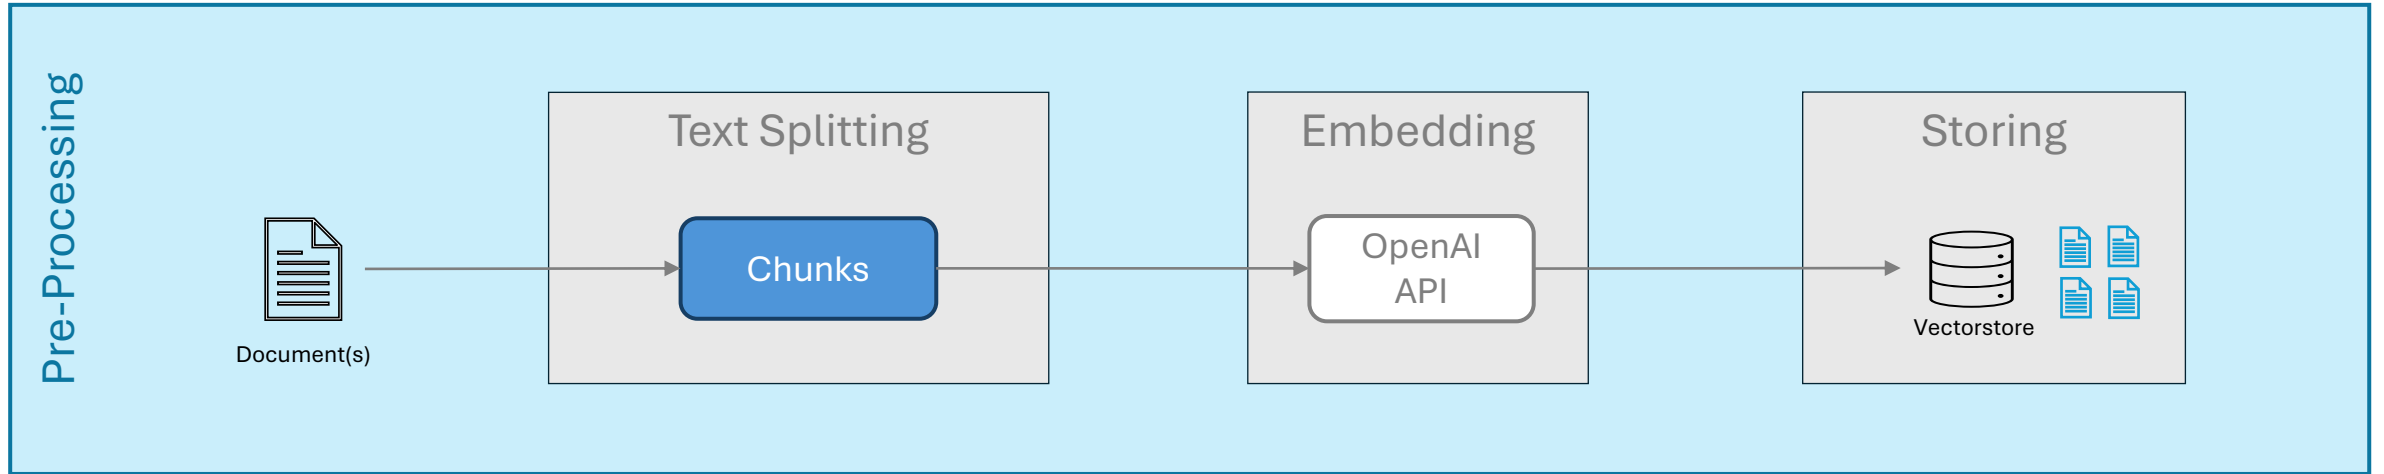 Pre-Processing
Document(s)
Text Splitting
Chunks
Embedding
OpenAI
API
Storing
Vectorstore